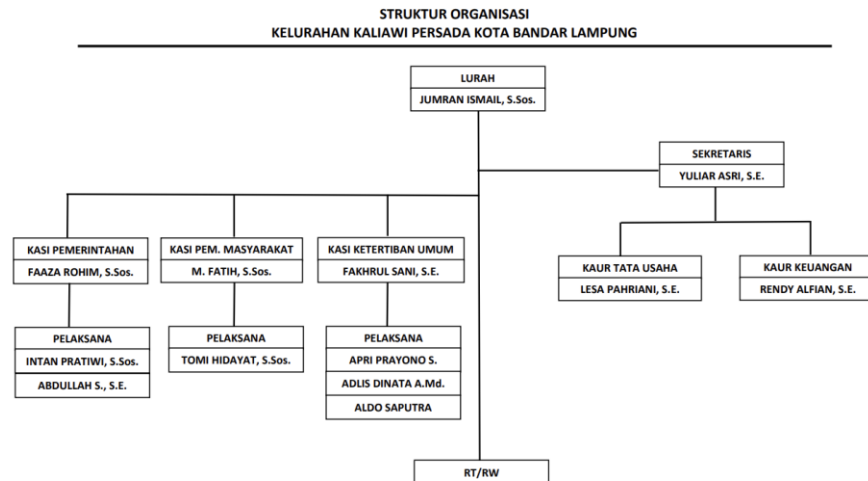 STRUKTUR ORGANISASI
KELURAHAN KALIAWI PERSADA KOTA BANDAR LAMPUNG
LURAH
JUMRAN ISMAIL, S.Sos.
SEKRETARIS
YULIAR ASRI, S.E.
KASI PEMERINTAHAN
FAAZA ROHIM, S.Sos.
KASI PEM. MASYARAKAT
M. FATIH, S.Sos.
KASI KETERTIBAN UMUM
FAKHRUL SANI, S.E.
KAUR TATA USAHA
LESA PAHRIANI, S.E.
KAUR KEUANGAN
RENDY ALFIAN, S.E.
PELAKSANA
INTAN PRATIWI, S.Sos.
ABDULLAH S., S.E.
PELAKSANA
TOMI HIDAYAT, S.Sos.
PELAKSANA
APRI PRAYONO S.
ADLIS DINATA A.Md.
ALDO SAPUTRA
RT/RW